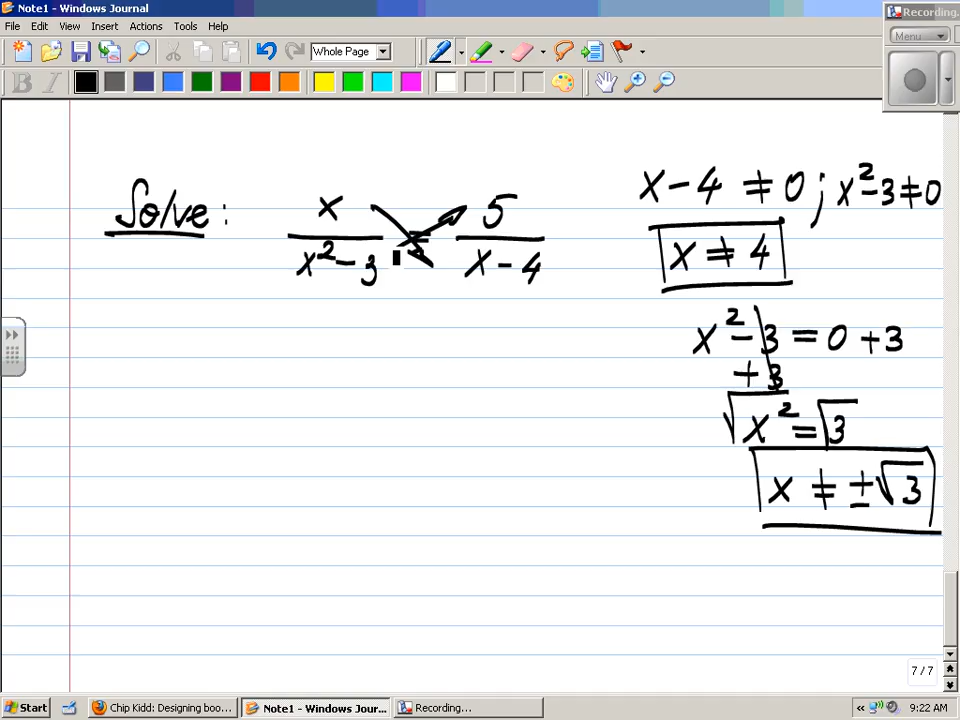 Note1 - Windows Journal
Recording...
File Edit View Insert Actions Tools Help
Menu
Whole Page
B I
Solve: x/(x² - 3) = 5/(x - 4)
x - 4 ≠ 0 ; x² - 3 ≠ 0
x ≠ 4
x² - 3 = 0 + 3
+ 3
√x² = √3
x ≠ ± √3
7 / 7
Start Chip Kidd: Designing boo... Note1 - Windows Jour... Recording... « 9:22 AM